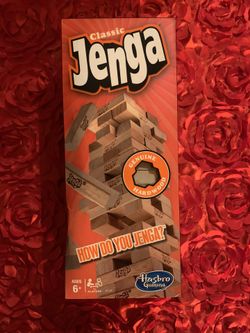 Classic
Jenga
GENUINE
HARDWOOD
HOW DO YOU JENGA?
AGES
6+
Hasbro
Gaming